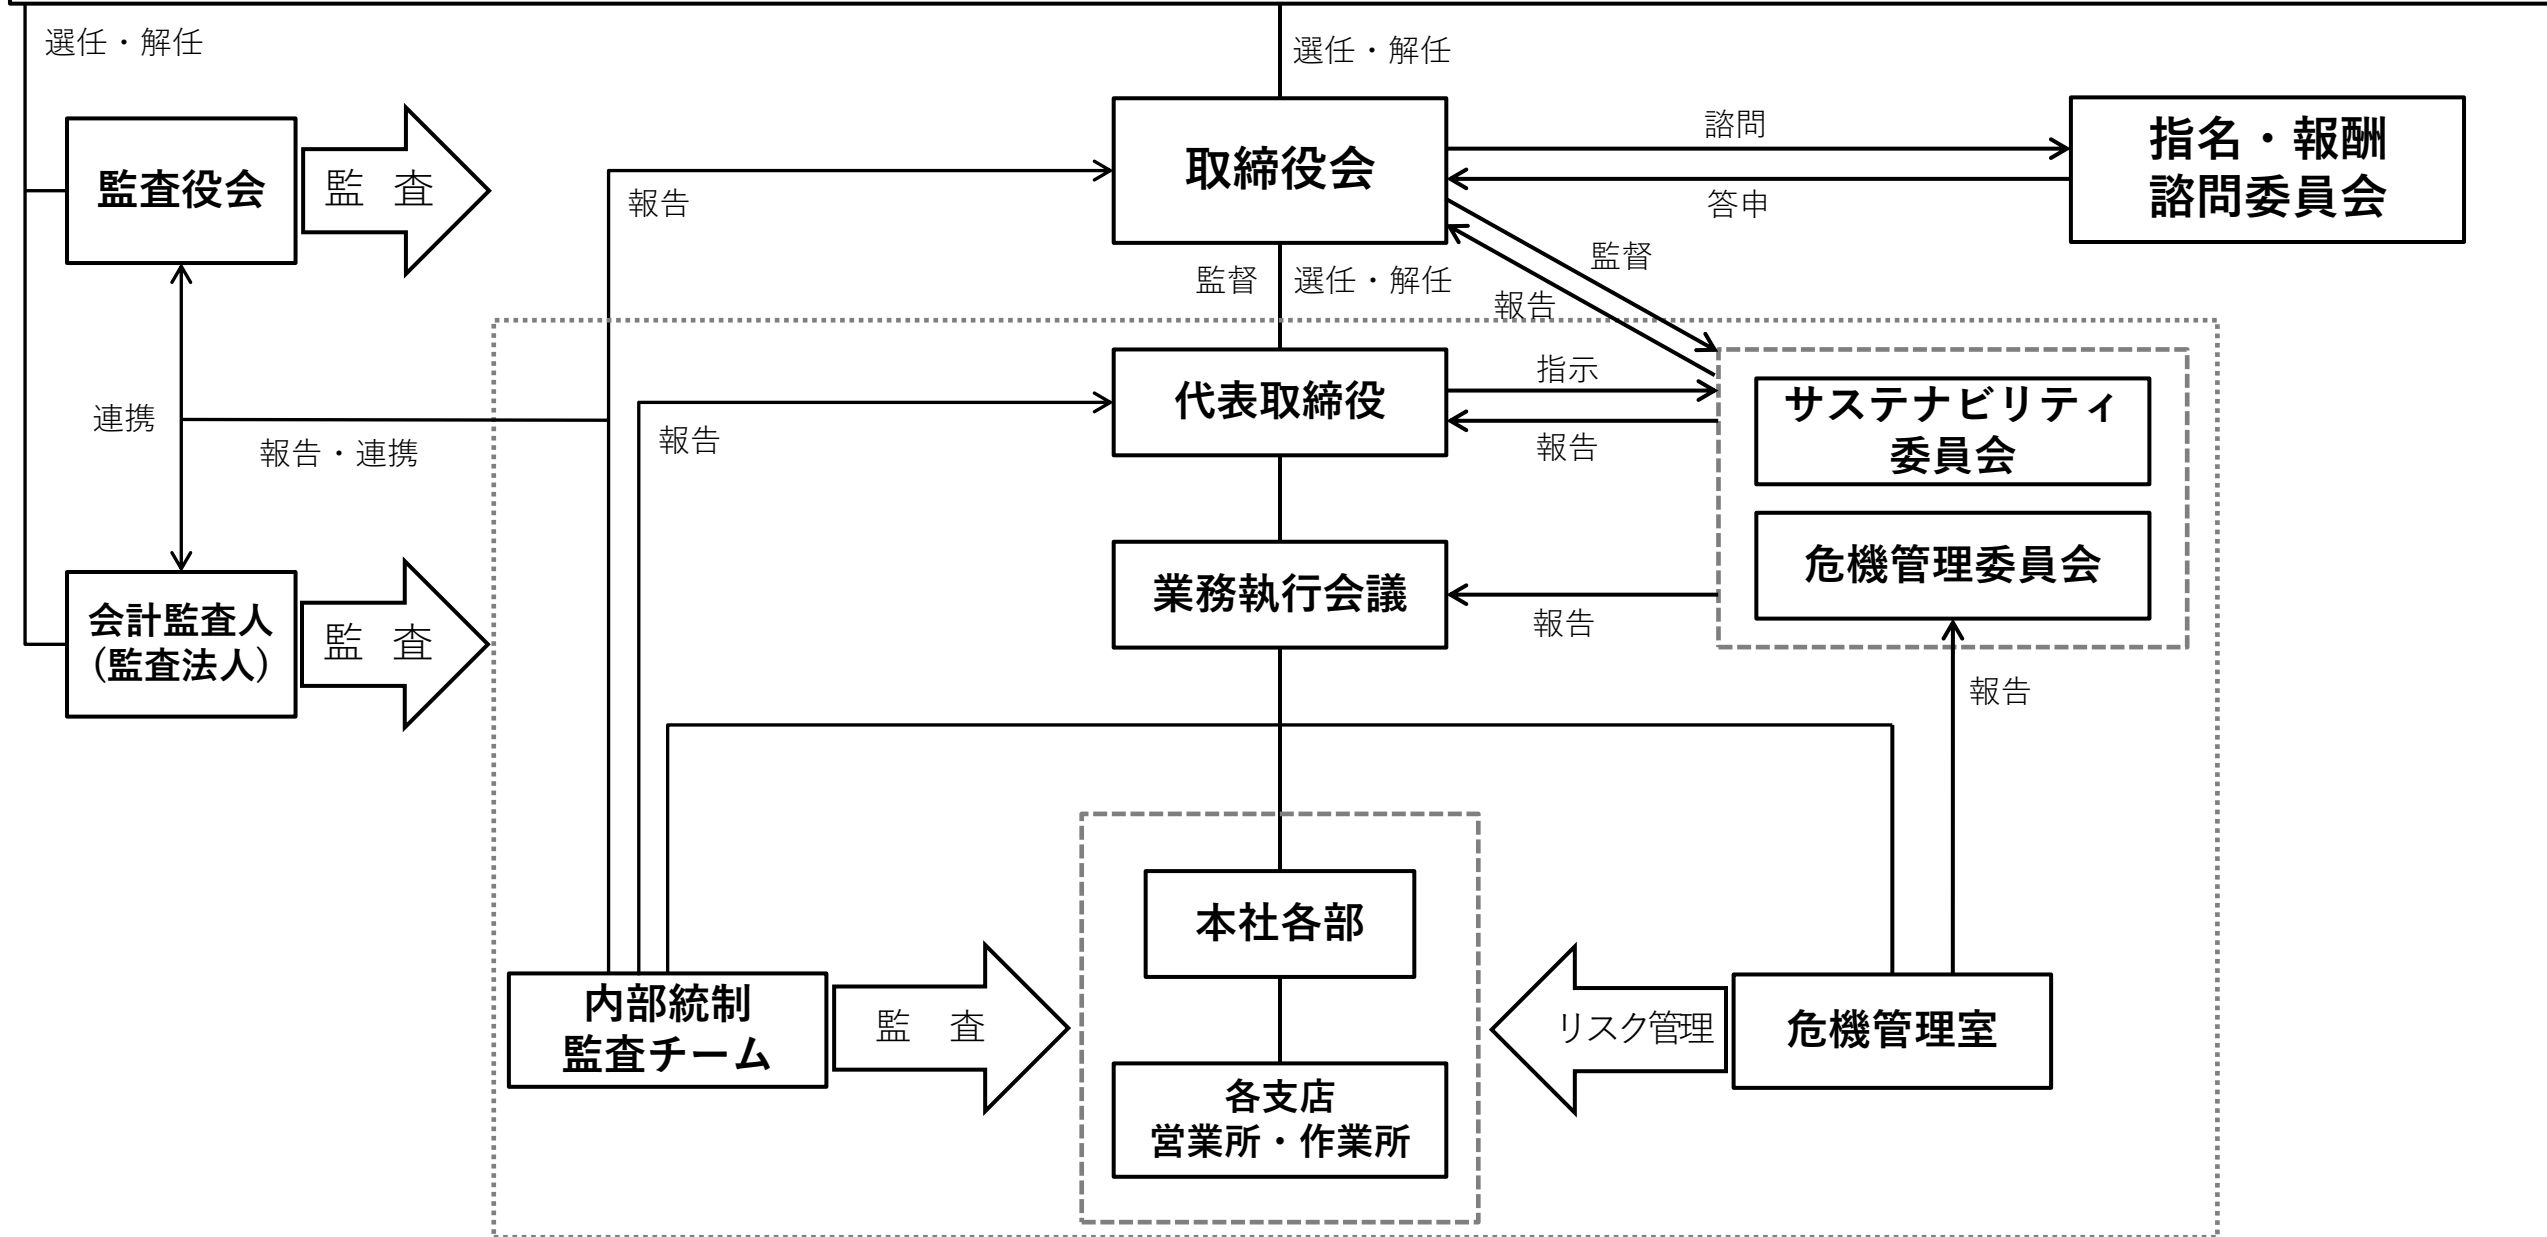 選任・解任
選任・解任
監査役会
監 査
報告
取締役会
諮問
答申
指名・報酬
諮問委員会
監督
選任・解任
監督
報告
連携
報告・連携
報告
代表取締役
指示
報告
サステナビリティ
委員会
危機管理委員会
業務執行会議
報告
会計監査人
（監査法人）
監 査
報告
本社各部
内部統制
監査チーム
監 査
リスク管理
危機管理室
各支店
営業所・作業所